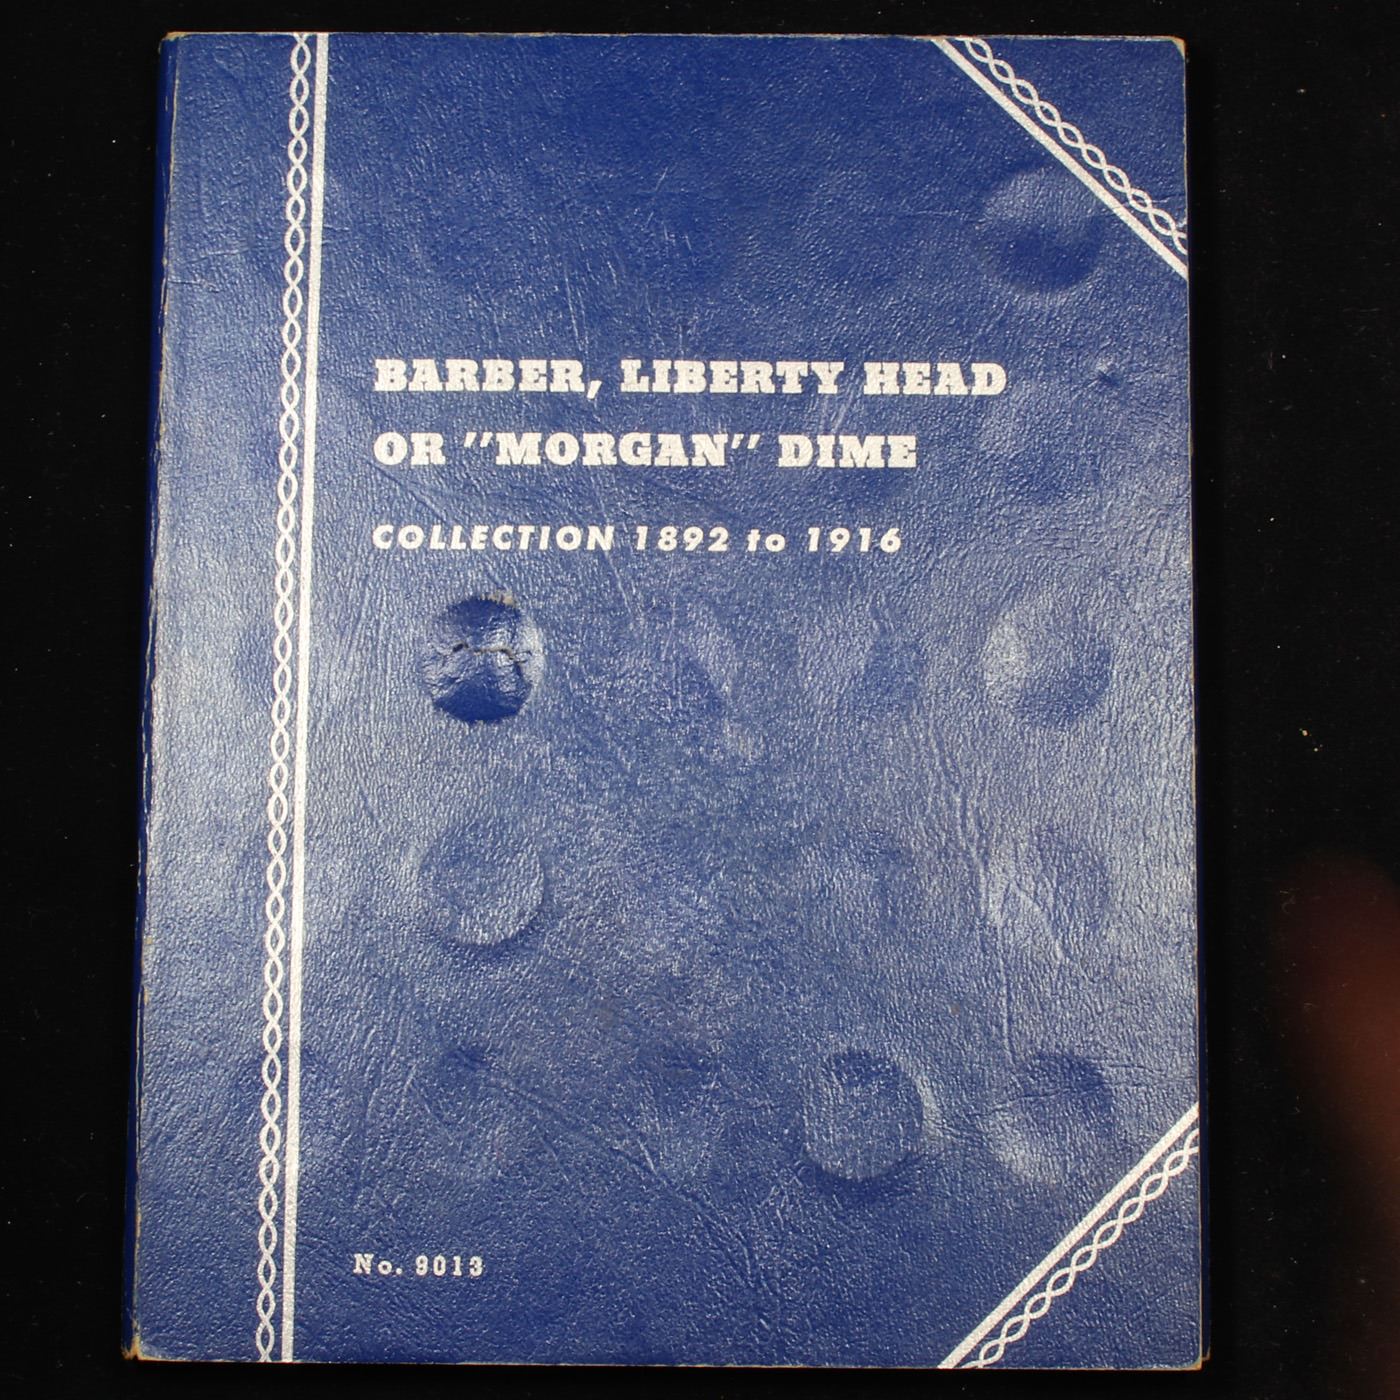 BARBER, LIBERTY HEAD
OR "MORGAN" DIME
COLLECTION 1892 to 1916
No. 9013